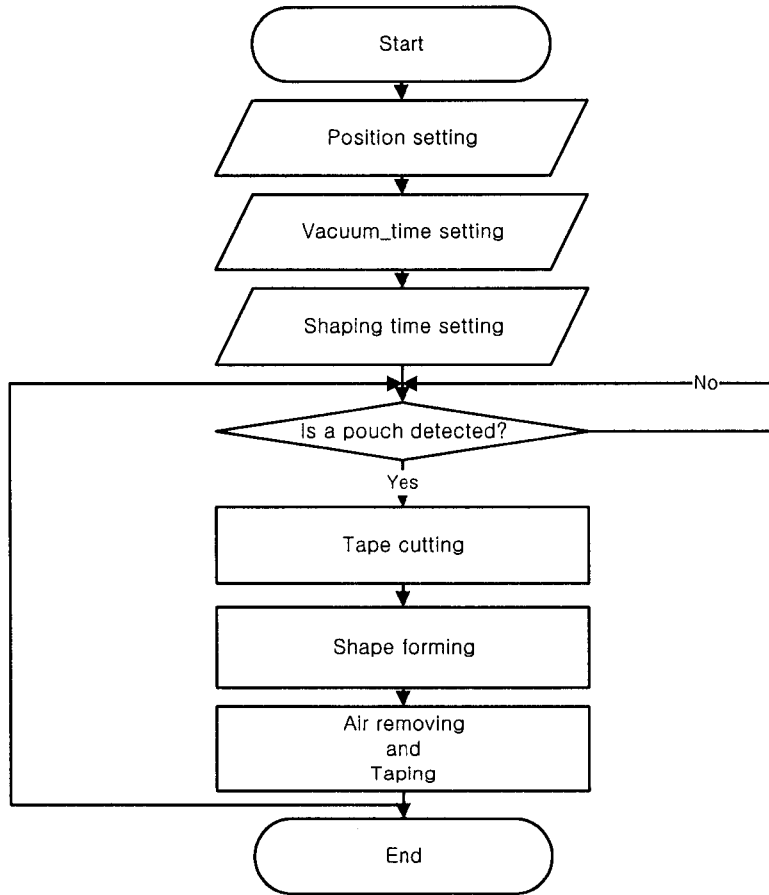 Start
Position setting
Vacuum_time setting
Shaping time setting
No
Is a pouch detected?
Yes
Tape cutting
Shape forming
Air removing
and
Taping
End